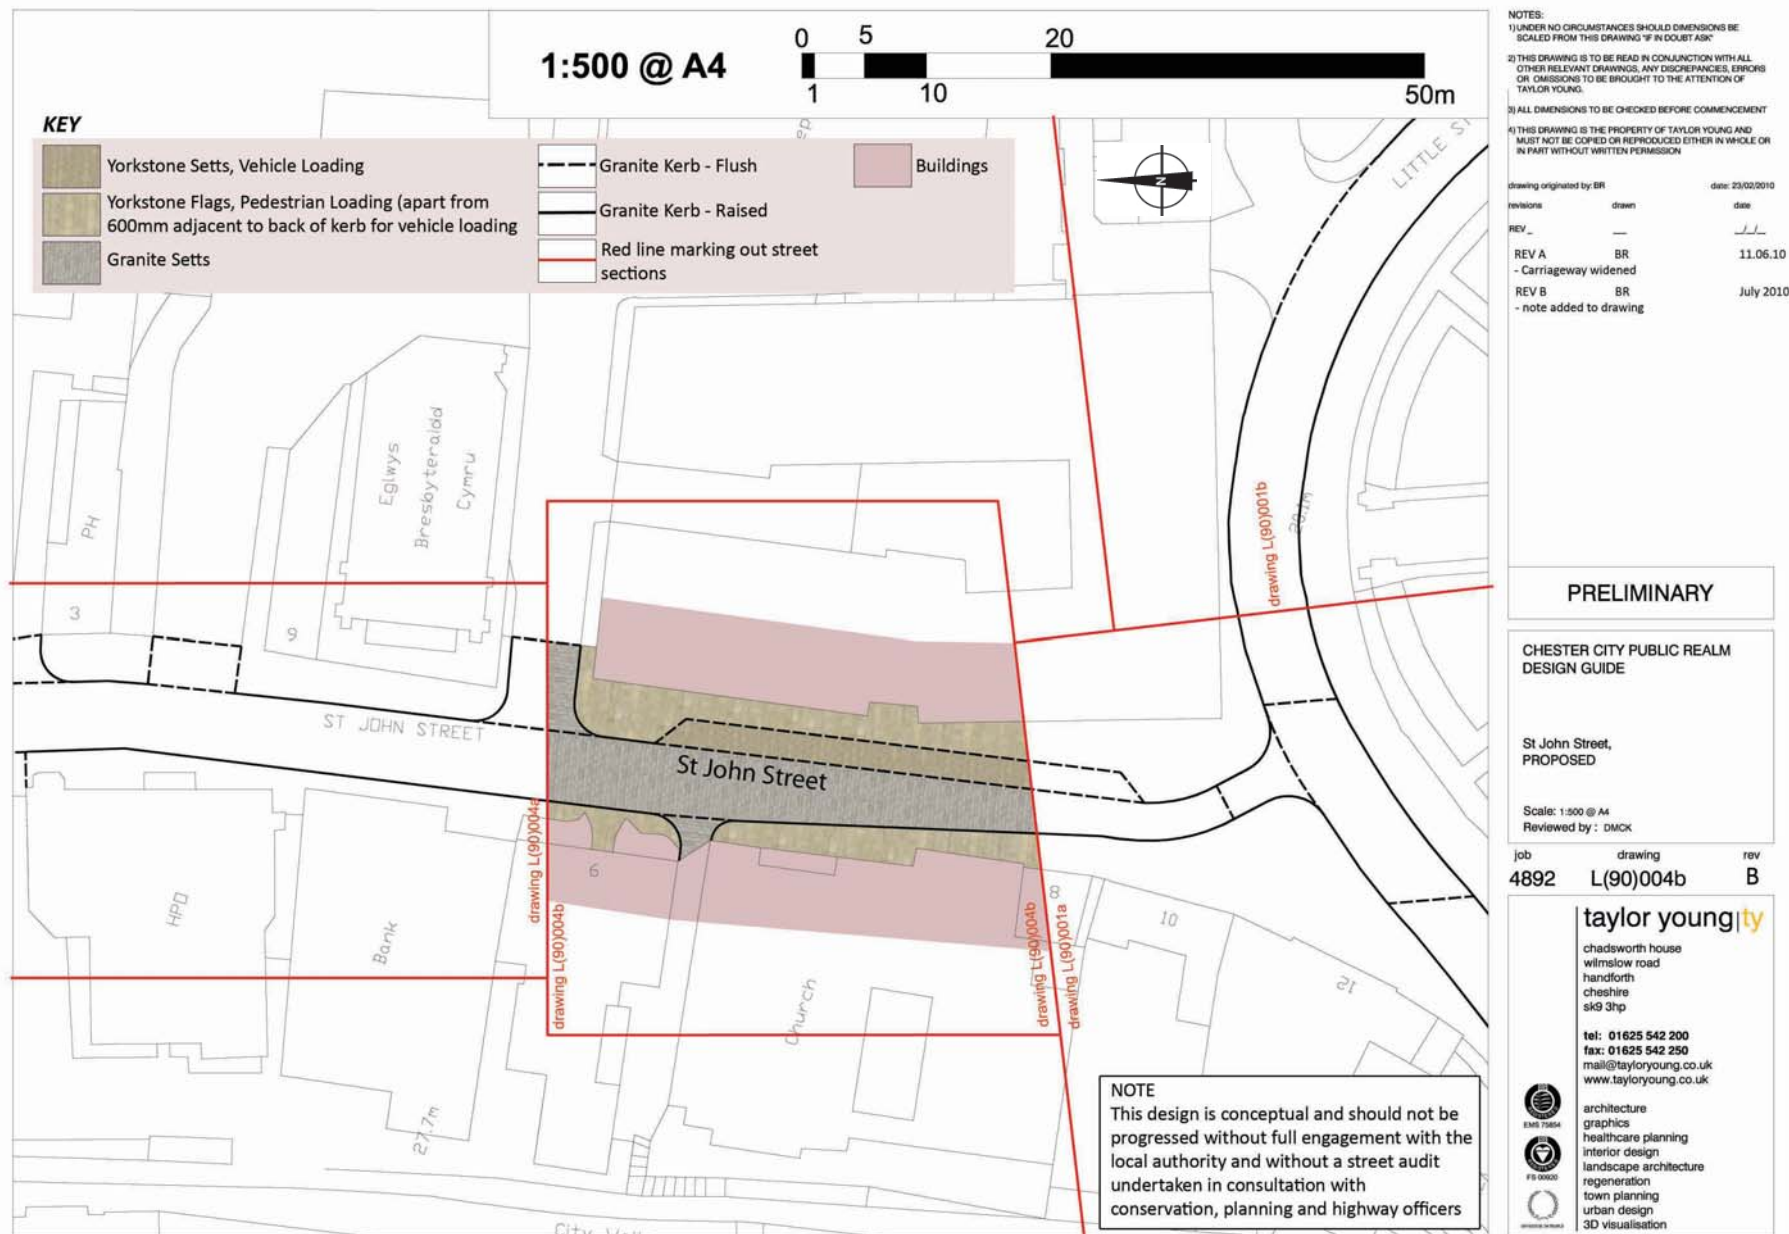 1:500 @ A4
0 5 20
1 10 50m
KEY
Yorkstone Setts, Vehicle Loading
Yorkstone Flags, Pedestrian Loading (apart from
600mm adjacent to back of kerb for vehicle loading
Granite Setts
Granite Kerb - Flush
Granite Kerb - Raised
Red line marking out street
sections
Buildings
N
LITTLE ST
PH
Eglwys
Bresbyteraidd
Cymru
3
9
ST JOHN STREET
St John Street
20.1m
drawing L(90)001b
drawing L(90)004a
drawing L(90)004b
drawing L(90)004b
drawing L(90)001a
6
8
10
12
HPO
Bank
Church
27.7m
NOTE
This design is conceptual and should not be
progressed without full engagement with the
local authority and without a street audit
undertaken in consultation with
conservation, planning and highway officers
NOTES:
1) UNDER NO CIRCUMSTANCES SHOULD DIMENSIONS BE
SCALED FROM THIS DRAWING "IF IN DOUBT ASK"
2) THIS DRAWING IS TO BE READ IN CONJUNCTION WITH ALL
OTHER RELEVANT DRAWINGS, ANY DISCREPANCIES, ERRORS
OR OMISSIONS TO BE BROUGHT TO THE ATTENTION OF
TAYLOR YOUNG.
3) ALL DIMENSIONS TO BE CHECKED BEFORE COMMENCEMENT
4) THIS DRAWING IS THE PROPERTY OF TAYLOR YOUNG AND
MUST NOT BE COPIED OR REPRODUCED EITHER IN WHOLE OR
IN PART WITHOUT WRITTEN PERMISSION
drawing originated by: BR date: 23/02/2010
revisions drawn date
REV_ __ _/_/_
REV A BR 11.06.10
- Carriageway widened
REV B BR July 2010
- note added to drawing
PRELIMINARY
CHESTER CITY PUBLIC REALM
DESIGN GUIDE
St John Street,
PROPOSED
Scale: 1:500 @ A4
Reviewed by : DMCK
job drawing rev
4892 L(90)004b B
taylor young|ty
chadsworth house
wilmslow road
handforth
cheshire
sk9 3hp
tel: 01625 542 200
fax: 01625 542 250
mail@tayloryoung.co.uk
www.tayloryoung.co.uk
architecture
graphics
healthcare planning
interior design
landscape architecture
regeneration
town planning
urban design
3D visualisation
EMS 75854